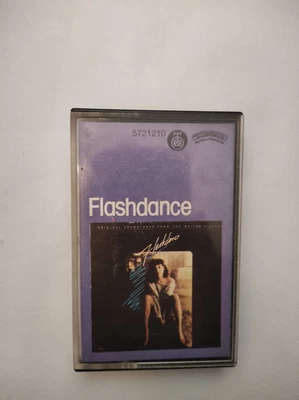 5721210
Flashdance
ORIGINAL SOUNDTRACK FROM THE MOTION PICTURE
Flashdance